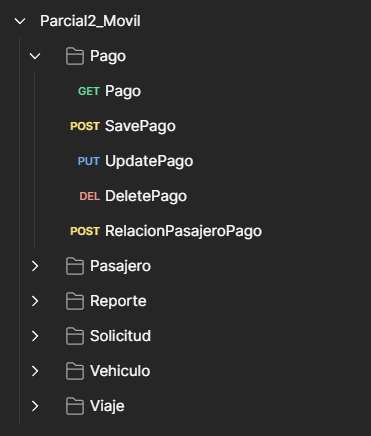 Parcial2_Movil
Pago
GET Pago
POST SavePago
PUT UpdatePago
DEL DeletePago
POST RelacionPasajeroPago
Pasajero
Reporte
Solicitud
Vehiculo
Viaje